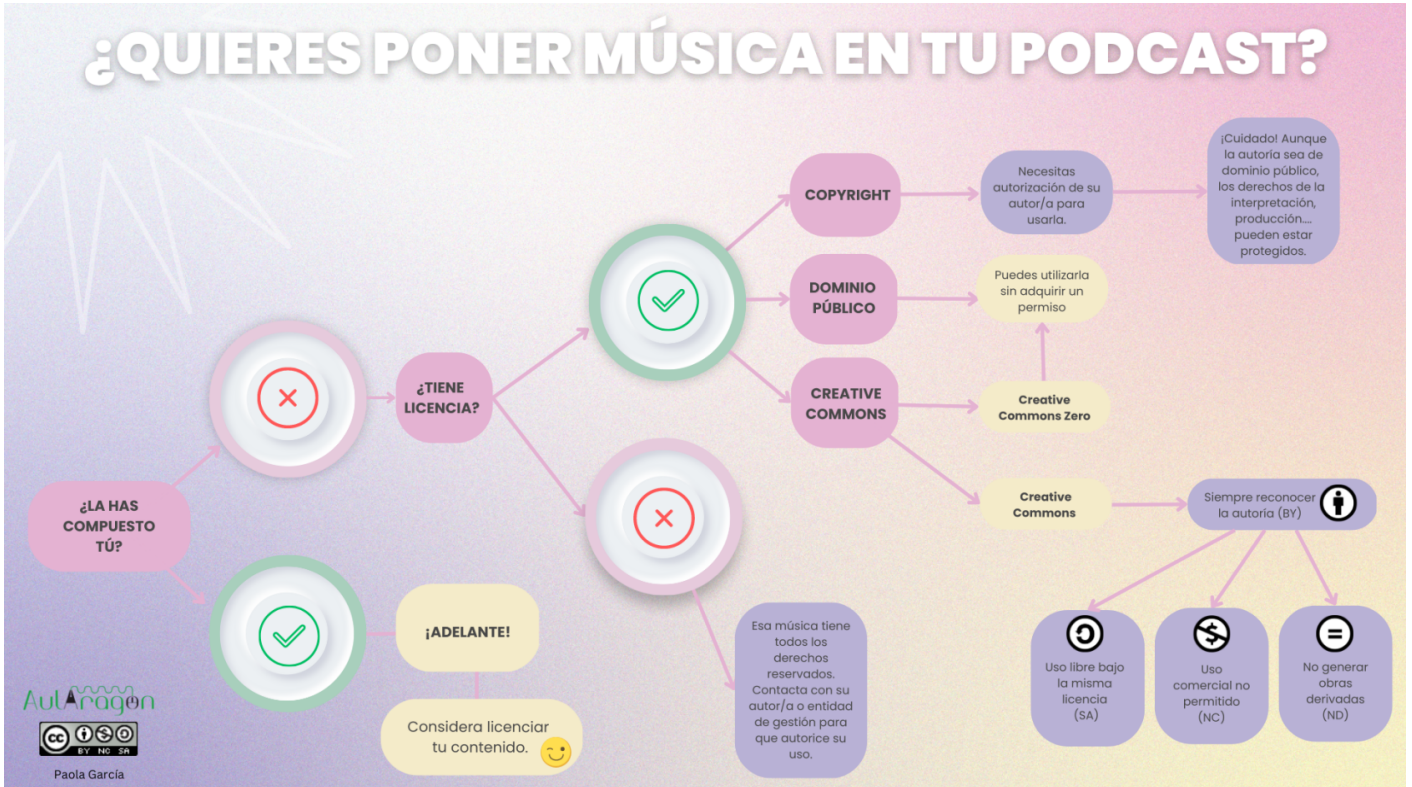 ¿QUIERES PONER MÚSICA EN TU PODCAST?
¿LA HAS
COMPUESTO
TÚ?
¿TIENE
LICENCIA?
COPYRIGHT
Necesitas
autorización de su
autor/a para
usarla.
¡Cuidado! Aunque
la autoría sea de
dominio público,
los derechos de la
interpretación,
producción....
pueden estar
protegidos.
DOMINIO
PÚBLICO
Puedes utilizarla
sin adquirir un
permiso
CREATIVE
COMMONS
Creative
Commons Zero
Creative
Commons
Siempre reconocer
la autoría (BY)
Uso libre bajo
la misma
licencia
(SA)
Uso
comercial no
permitido
(NC)
No generar
obras
derivadas
(ND)
Esa música tiene
todos los
derechos
reservados.
Contacta con su
autor/a o entidad
de gestión para
que autorice su
uso.
¡ADELANTE!
Considera licenciar
tu contenido.
AulAragón
cc
BY NC SA
Paola García